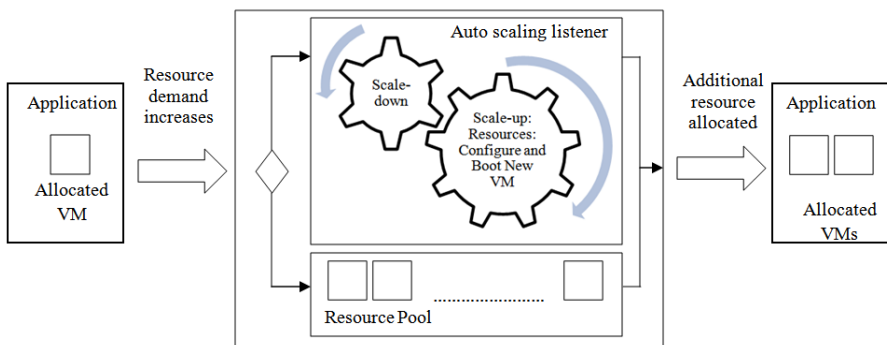 Application
Allocated
VM
Resource
demand
increases
Auto scaling listener
Scale-
down
Scale-up:
Resources:
Configure and
Boot New
VM
.........................
Resource Pool
Additional
resource
allocated
Application
Allocated
VMs